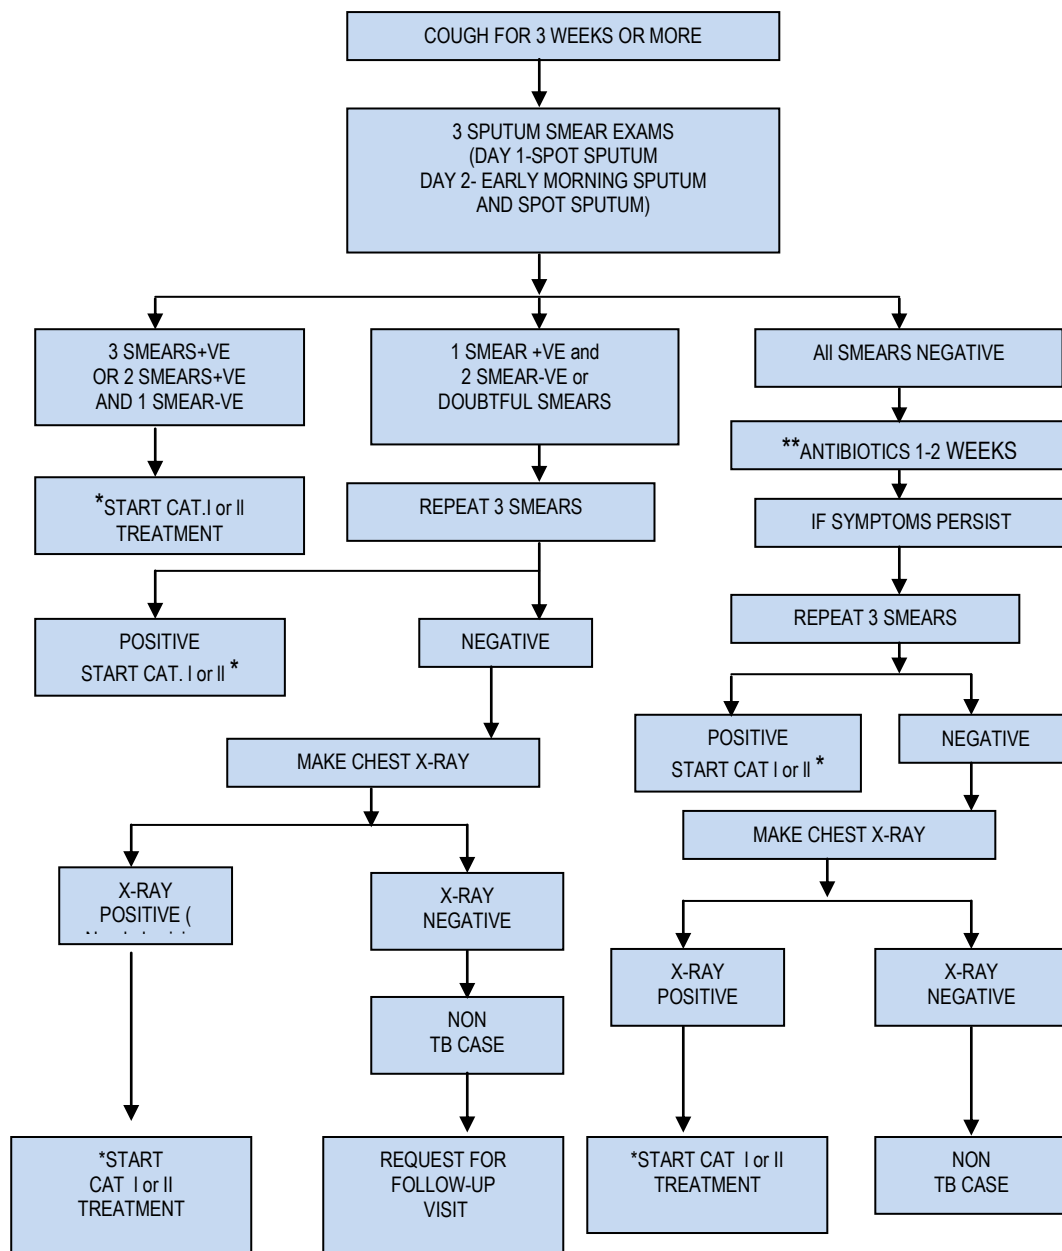 COUGH FOR 3 WEEKS OR MORE
3 SPUTUM SMEAR EXAMS
(DAY 1-SPOT SPUTUM
DAY 2- EARLY MORNING SPUTUM
AND SPOT SPUTUM)
3 SMEARS+VE
OR 2 SMEARS+VE
AND 1 SMEAR-VE
1 SMEAR +VE and
2 SMEAR-VE or
DOUBTFUL SMEARS
All SMEARS NEGATIVE
**ANTIBIOTICS 1-2 WEEKS
*START CAT.I or II
TREATMENT
REPEAT 3 SMEARS
IF SYMPTOMS PERSIST
REPEAT 3 SMEARS
POSITIVE
START CAT. I or II *
NEGATIVE
POSITIVE
START CAT I or II *
NEGATIVE
MAKE CHEST X-RAY
MAKE CHEST X-RAY
X-RAY
POSITIVE (
X-RAY
NEGATIVE
X-RAY
POSITIVE
X-RAY
NEGATIVE
NON
TB CASE
*START
CAT I or II
TREATMENT
REQUEST FOR
FOLLOW-UP
VISIT
*START CAT I or II
TREATMENT
NON
TB CASE